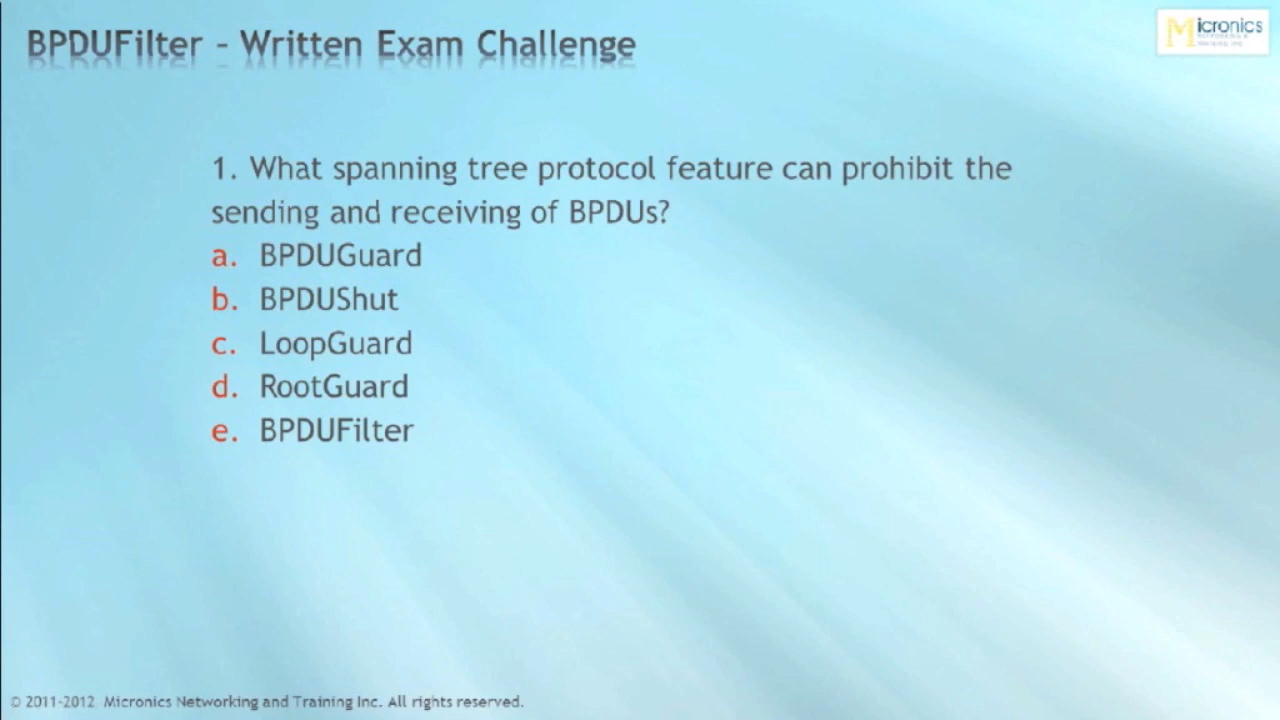 BPDUFilter – Written Exam Challenge
Micronics
1. What spanning tree protocol feature can prohibit the
sending and receiving of BPDUs?
a. BPDUGuard
b. BPDUShut
c. LoopGuard
d. RootGuard
e. BPDUFilter
© 2011-2012 Micronics Networking and Training Inc. All rights reserved.